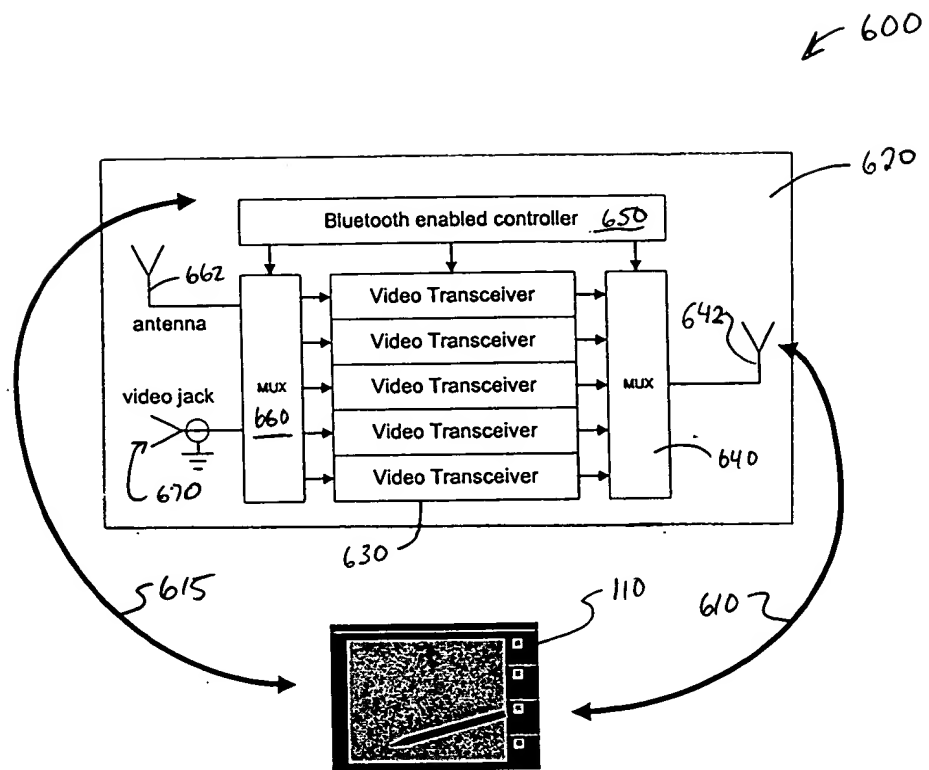 600
620
Bluetooth enabled controller 650
662
antenna
Video Transceiver
Video Transceiver
Video Transceiver
Video Transceiver
Video Transceiver
642
video jack
MUX
660
MUX
670
640
630
615
110
610